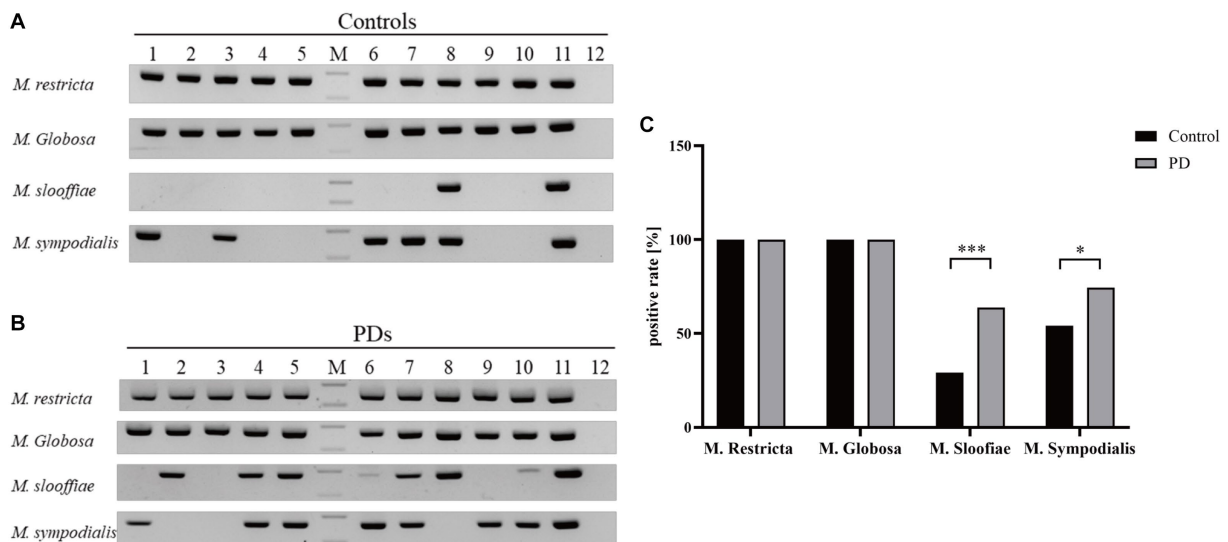 A
Controls
1 2 3 4 5 M 6 7 8 9 10 11 12
M. restricta
M. Globosa
M. slooffiae
M. sympodialis
B
PDs
1 2 3 4 5 M 6 7 8 9 10 11 12
M. restricta
M. Globosa
M. slooffiae
M. sympodialis
C
Control
PD
positive rate [%]
150
100
50
0
***
*
M. Restricta M. Globosa M. Sloofiae M. Sympodialis